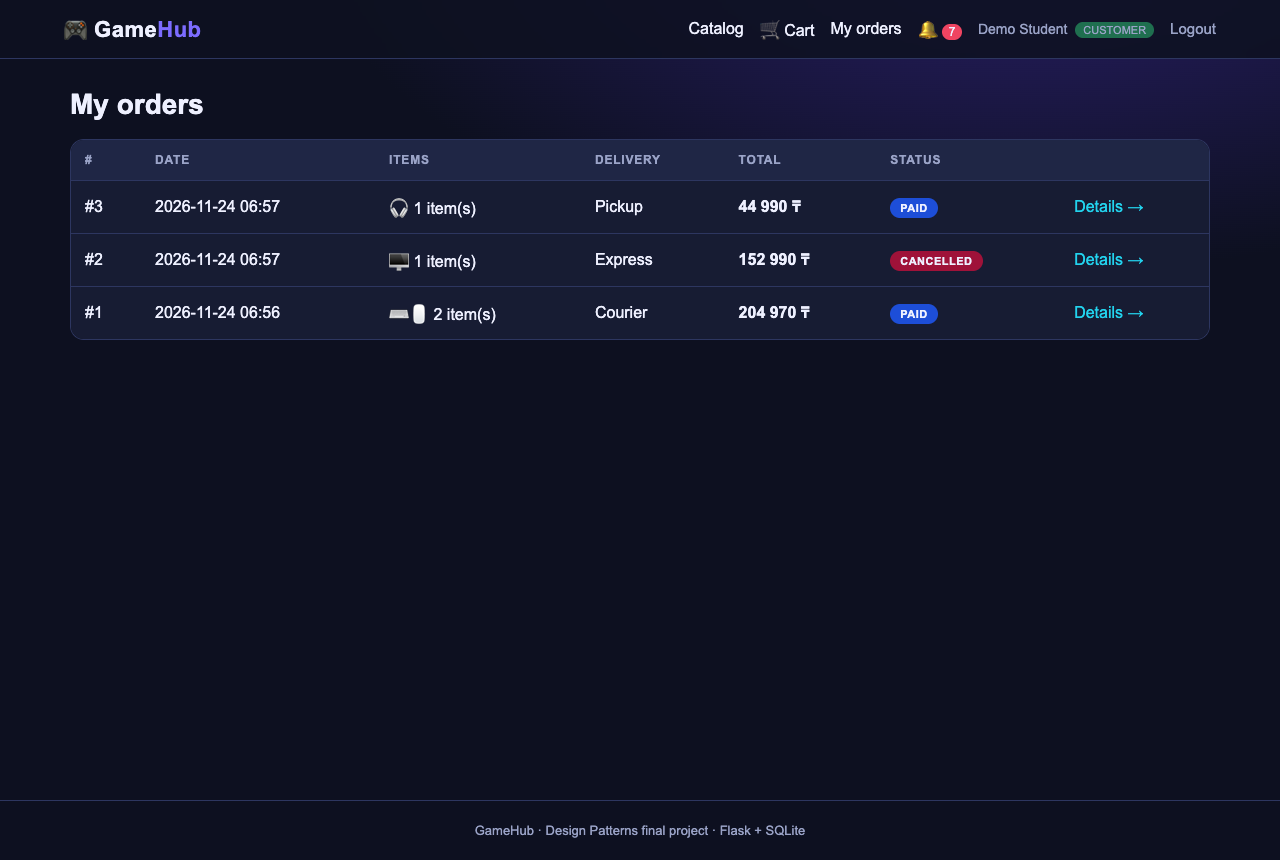 GameHub Catalog Cart My orders 7 Demo Student CUSTOMER Logout
My orders
# DATE ITEMS DELIVERY TOTAL STATUS
#3 2026-11-24 06:57 1 item(s) Pickup 44 990 ₸ PAID Details →
#2 2026-11-24 06:57 1 item(s) Express 152 990 ₸ CANCELLED Details →
#1 2026-11-24 06:56 2 item(s) Courier 204 970 ₸ PAID Details →
GameHub · Design Patterns final project · Flask + SQLite